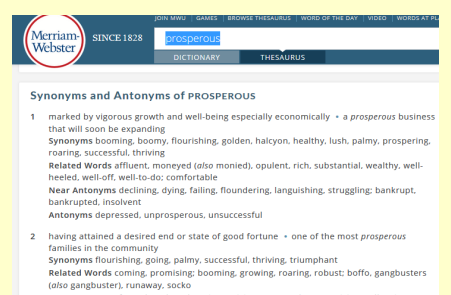 JOIN MWU | GAMES | BROWSE THESAURUS | WORD OF THE DAY | VIDEO | WORDS AT PL
Merriam-
Webster
SINCE 1828
prosperous
DICTIONARY THESAURUS
Synonyms and Antonyms of PROSPEROUS
1 marked by vigorous growth and well-being especially economically • a prosperous business
that will soon be expanding
Synonyms booming, boomy, flourishing, golden, halcyon, healthy, lush, palmy, prospering,
roaring, successful, thriving
Related Words affluent, moneyed (also monied), opulent, rich, substantial, wealthy, well-
heeled, well-off, well-to-do; comfortable
Near Antonyms declining, dying, failing, floundering, languishing, struggling; bankrupt,
bankrupted, insolvent
Antonyms depressed, unprosperous, unsuccessful
2 having attained a desired end or state of good fortune • one of the most prosperous
families in the community
Synonyms flourishing, going, palmy, successful, thriving, triumphant
Related Words coming, promising; booming, growing, roaring, robust; boffo, gangbusters
(also gangbuster), runaway, socko